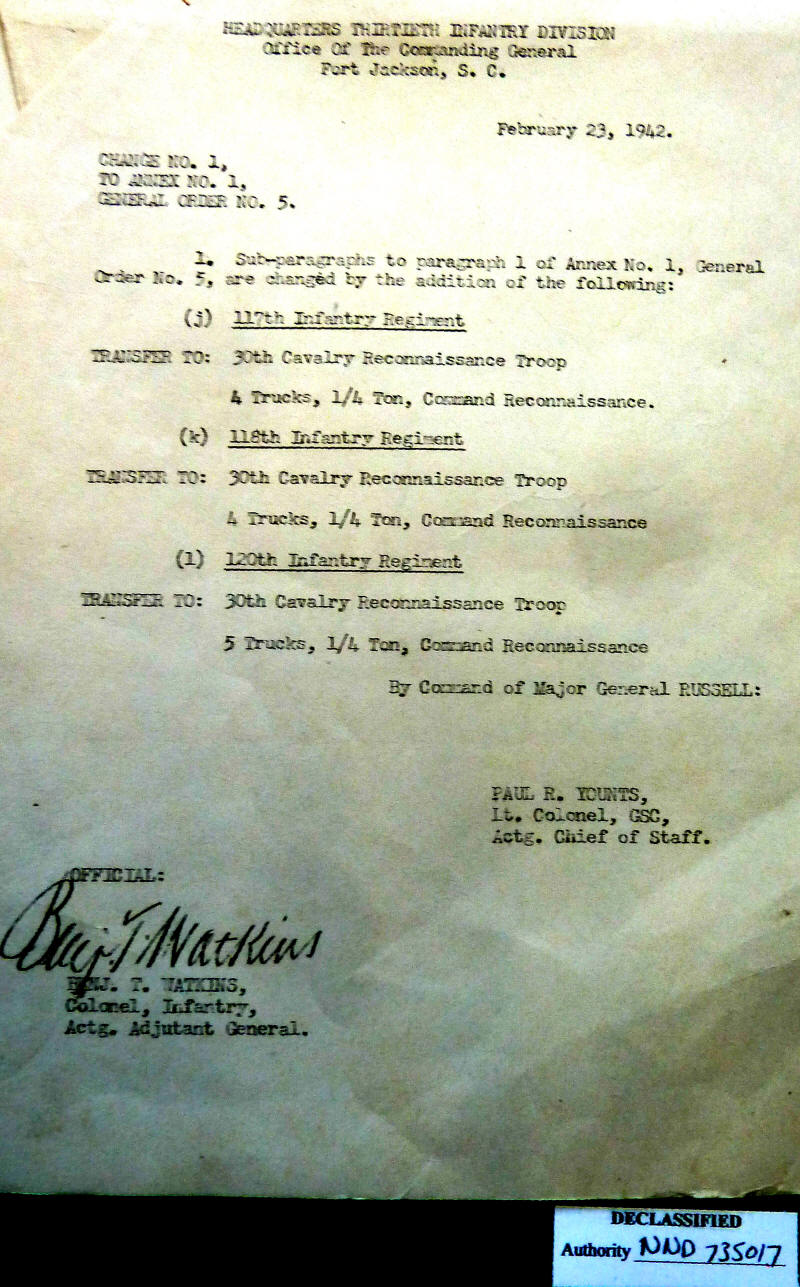 HEADQUARTERS THIRTIETH INFANTRY DIVISION
Office Of The Commanding General
Fort Jackson, S. C.
February 23, 1942.
CHANGE NO. 1,
TO ANNEX NO. 1,
GENERAL ORDER NO. 5.
1. Sub-paragraphs to paragraph 1 of Annex No. 1, General
Order No. 5, are changed by the addition of the following:
(j) 117th Infantry Regiment
TRANSFER TO: 30th Cavalry Reconnaissance Troop
4 Trucks, 1/4 Ton, Command Reconnaissance.
(k) 118th Infantry Regiment
TRANSFER TO: 30th Cavalry Reconnaissance Troop
4 Trucks, 1/4 Ton, Command Reconnaissance
(l) 120th Infantry Regiment
TRANSFER TO: 30th Cavalry Reconnaissance Troop
5 Trucks, 1/4 Ton, Command Reconnaissance
By Command of Major General RUSSELL:
PAUL R. YOUNTS,
Lt. Colonel, GSC,
Actg. Chief of Staff.
OFFICIAL:
Benj. T. Watkins
BENJ. T. WATKINS,
Colonel, Infantry,
Actg. Adjutant General.
DECLASSIFIED
Authority NND 735017